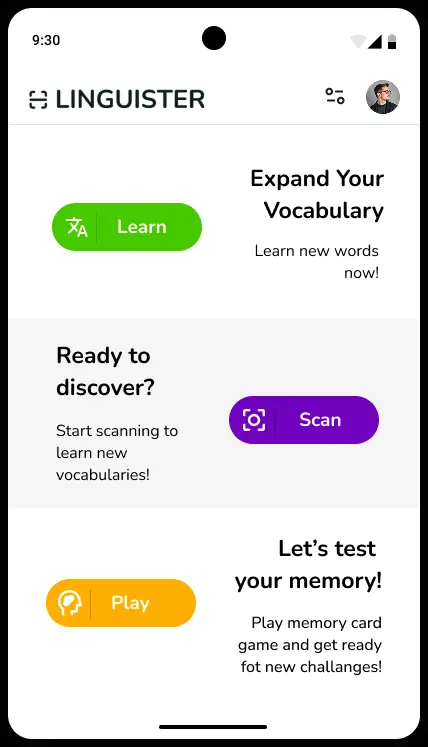 9:30
LINGUISTER
Expand Your
Vocabulary
Learn
Learn new words
now!
Ready to
discover?
Scan
Start scanning to
learn new
vocabularies!
Let’s test
your memory!
Play
Play memory card
game and get ready
fot new challanges!